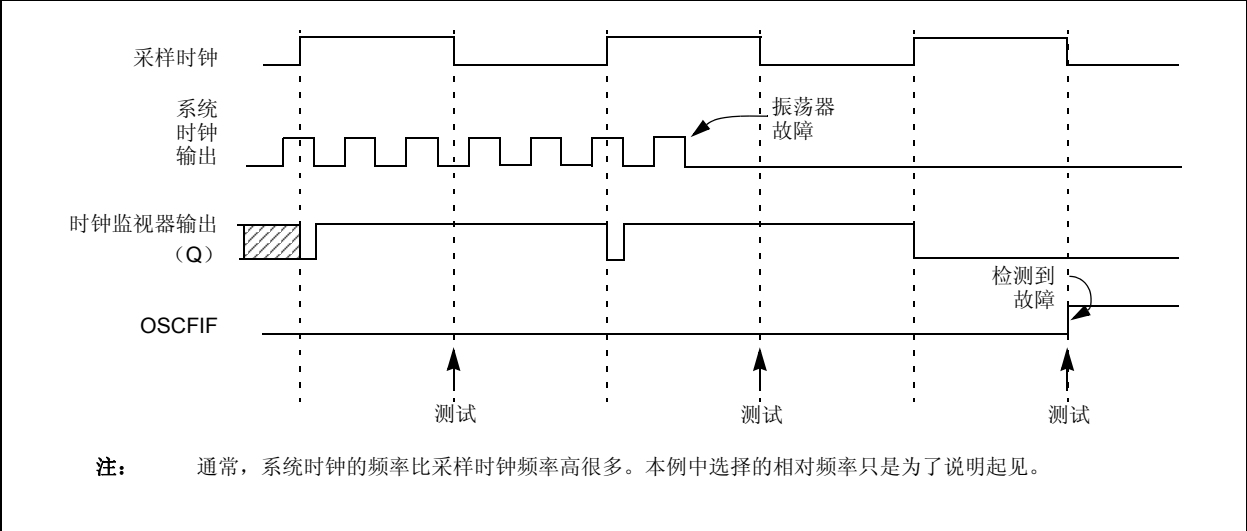 采样时钟
系统
时钟
输出
振荡器
故障
时钟监视器输出
（Q）
检测到
故障
OSCFIF
测试
测试
测试
注： 通常，系统时钟的频率比采样时钟频率高很多。本例中选择的相对频率只是为了说明起见。